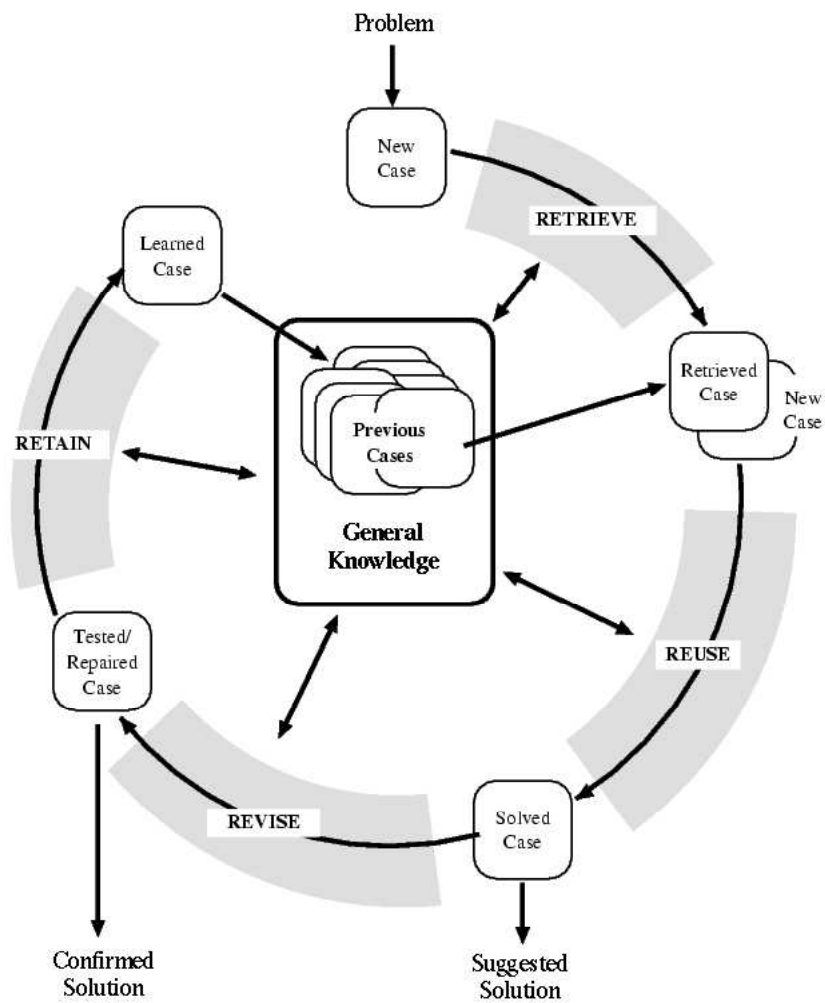 Problem
New
Case
RETRIEVE
Learned
Case
Retrieved
Case
New
Case
Previous
Cases
RETAIN
General
Knowledge
REUSE
Tested/
Repaired
Case
REVISE
Solved
Case
Confirmed
Solution
Suggested
Solution